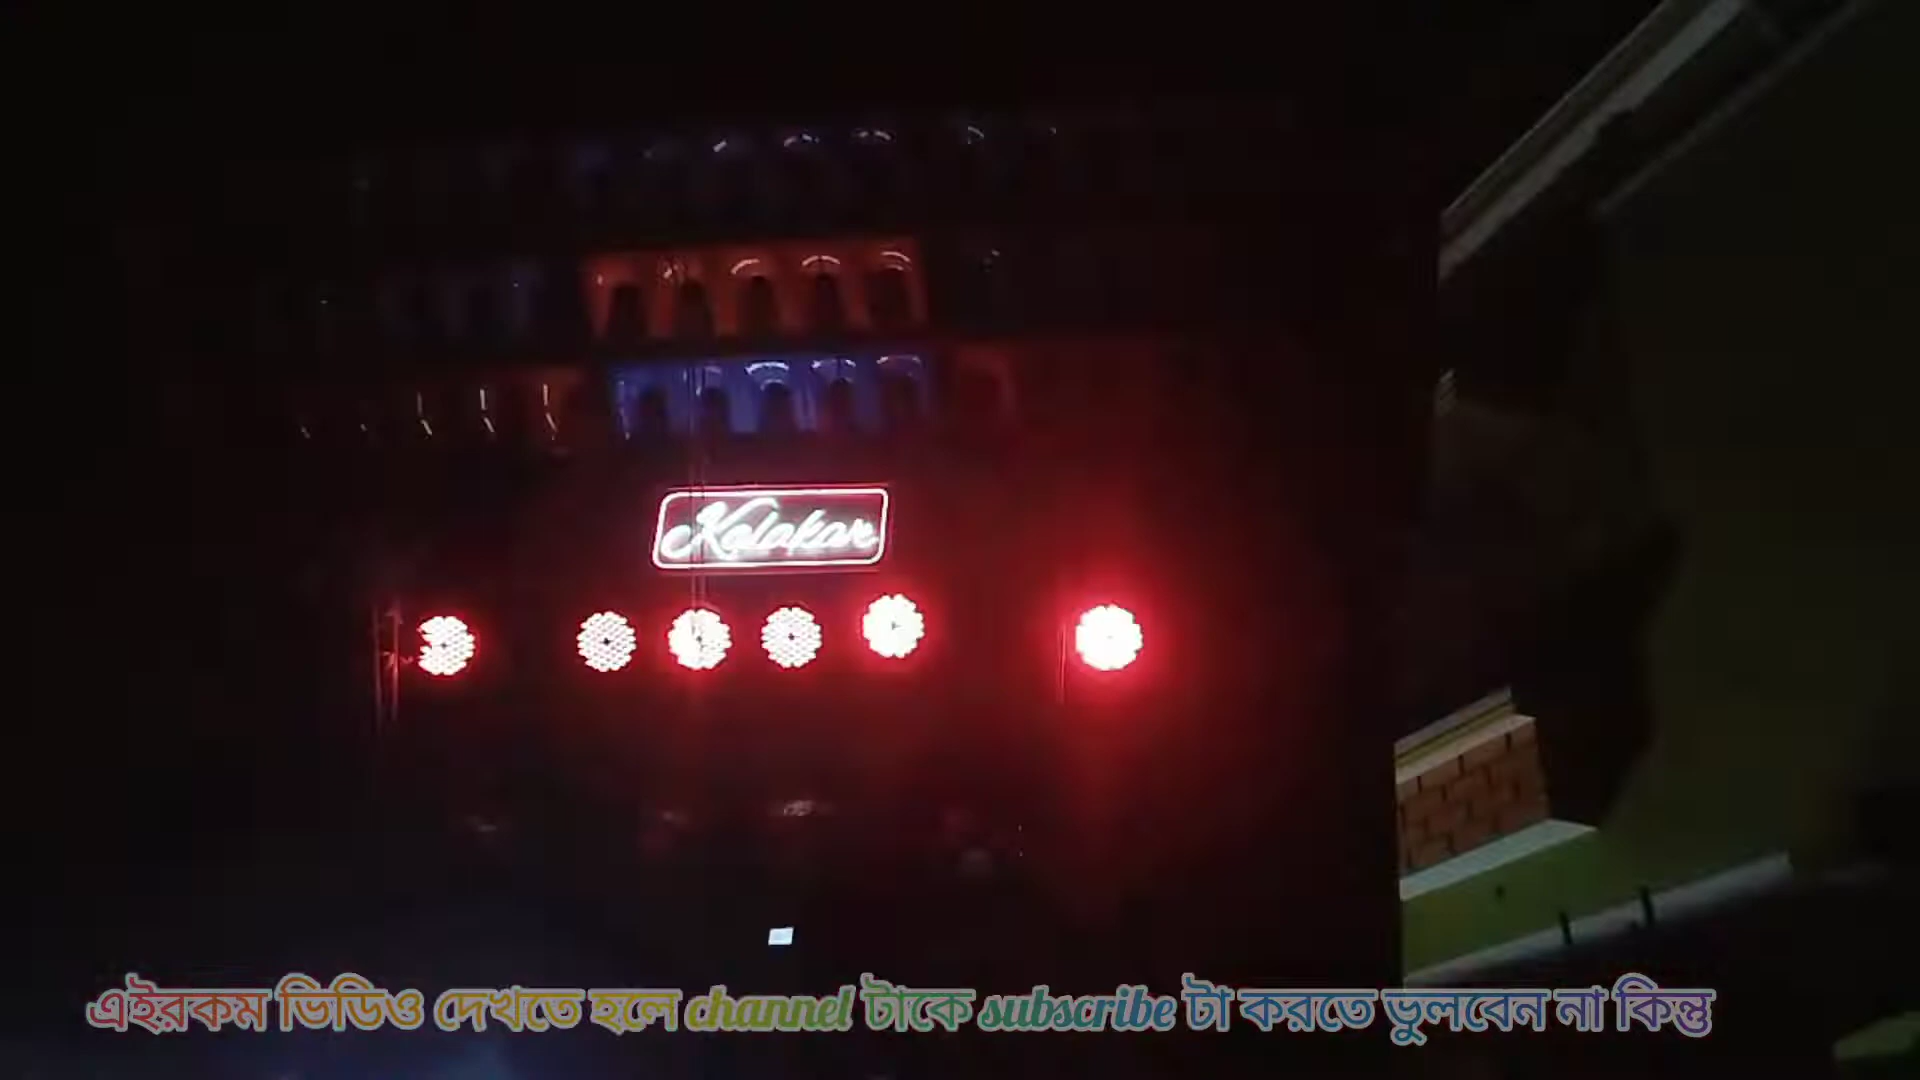 Kalakar
এইরকম ভিডিও দেখতে হলে channel টাকে subscribe টা করতে ভুলবেন না কিন্তু